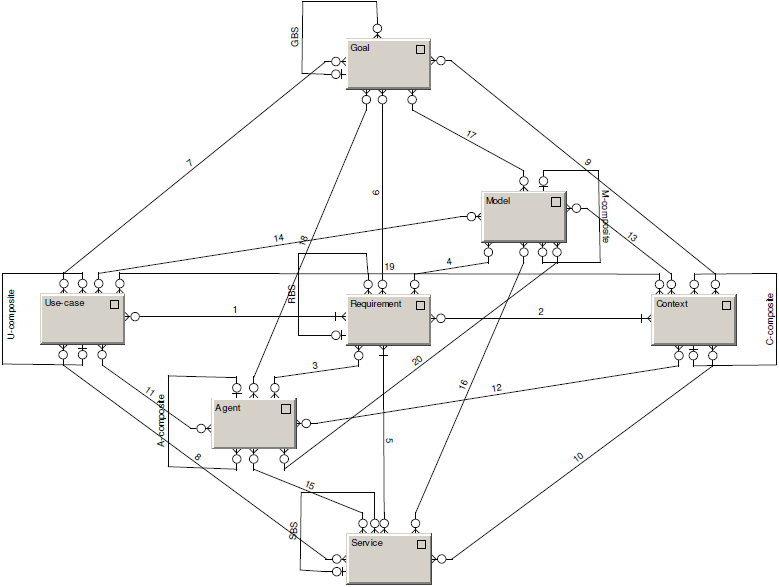 GBS
Goal
7
9
17
M-composite
Model
18
6
14
13
4
19
RBS
U-composite
Use-case
1
Requirement
2
Context
C-composite
3
20
16
12
11
A-composite
Agent
5
8
10
15
SBS
Service